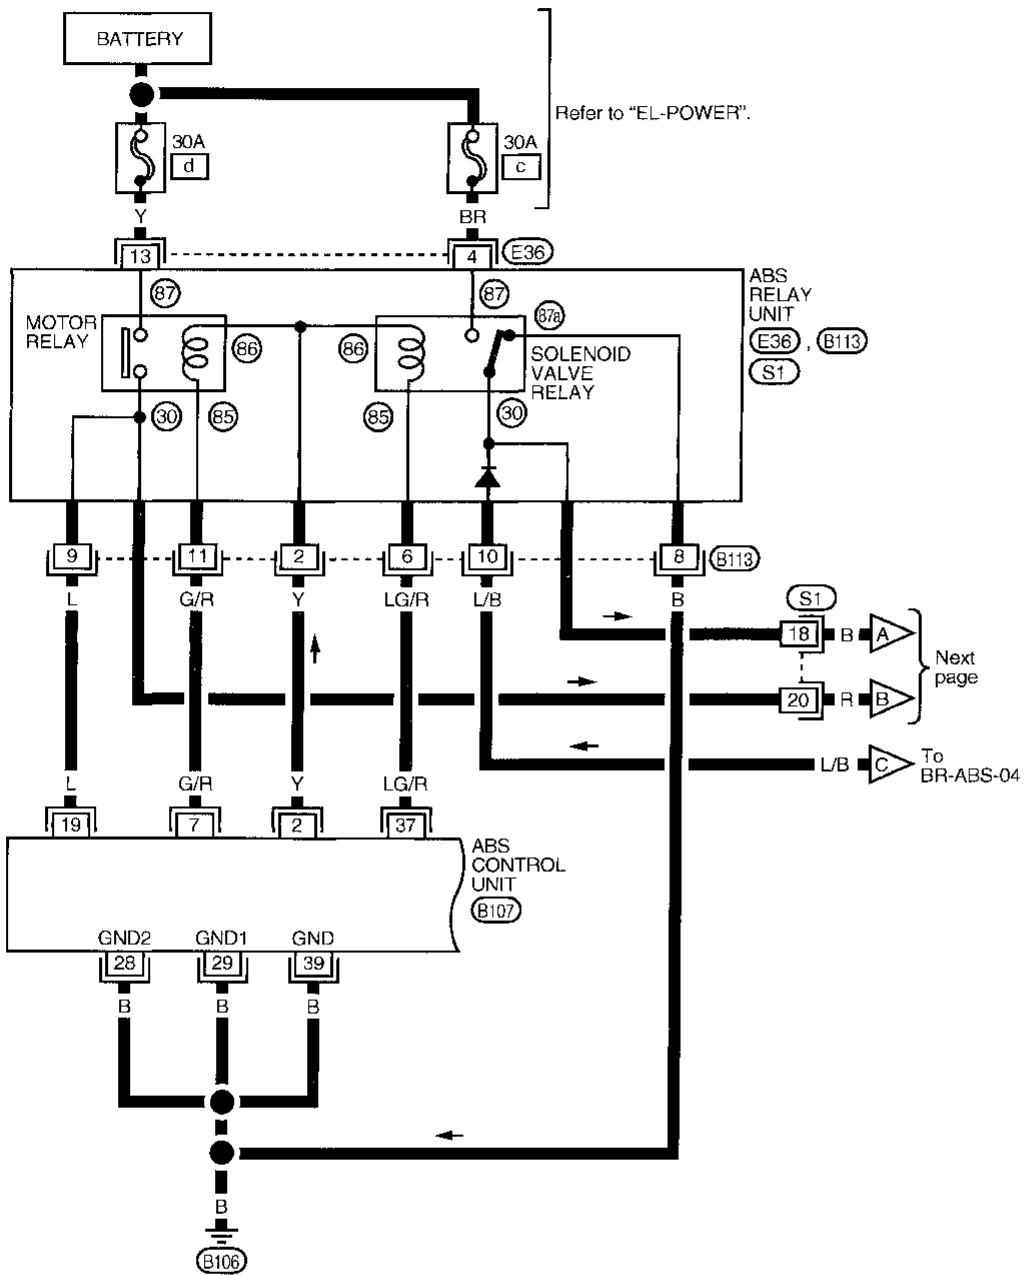 BATTERY
Refer to "EL-POWER".
30A
d
30A
c
Y
BR
13
4
E36
ABS
RELAY
UNIT
E36 , B113
S1
87
87
87a
MOTOR
RELAY
86
86
SOLENOID
VALVE
RELAY
30
85
85
30
9
11
2
6
10
8
B113
L
G/R
Y
LG/R
L/B
B
S1
18
B
A
Next
page
20
R
B
L/B
C
To
BR-ABS-04
L
G/R
Y
LG/R
19
7
2
37
ABS
CONTROL
UNIT
B107
GND2
GND1
GND
28
29
39
B
B
B
B
B106